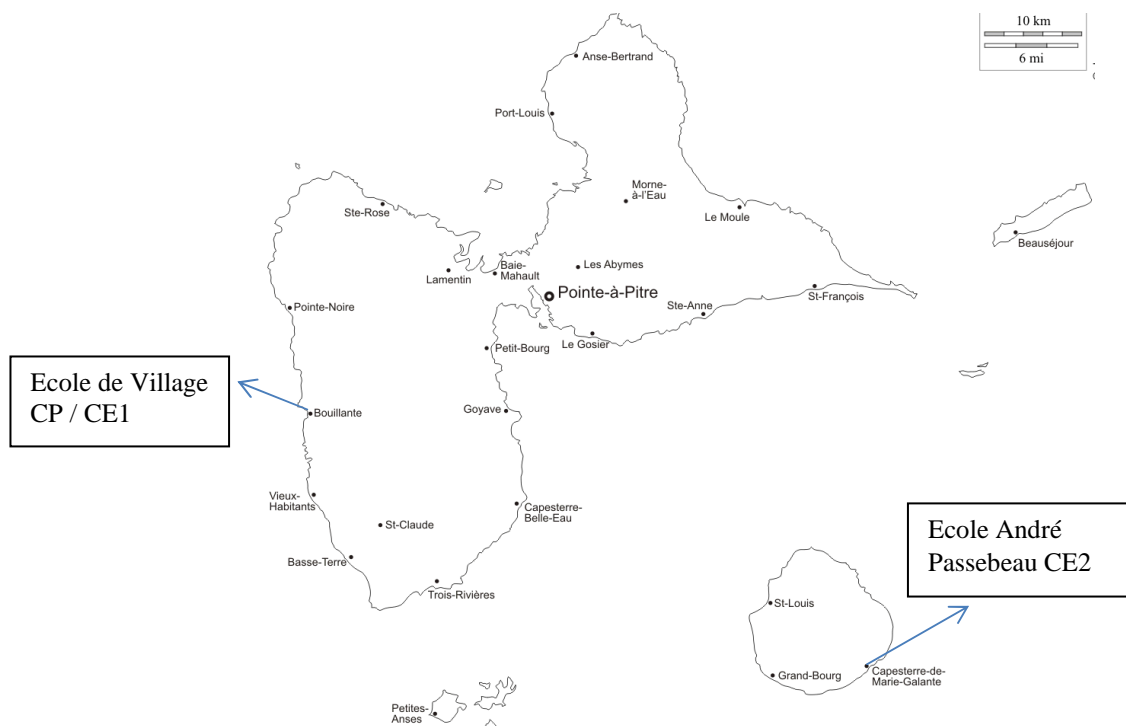 10 km
6 mi
Anse-Bertrand
Port-Louis
Morne-
à-l'Eau
Ste-Rose
Le Moule
Beauséjour
Les Abymes
Baie-
Mahault
Lamentin
Pointe-à-Pitre
St-François
Pointe-Noire
Ste-Anne
Le Gosier
Petit-Bourg
Ecole de Village
CP / CE1
Bouillante
Goyave
Vieux-
Habitants
Capesterre-
Belle-Eau
St-Claude
Ecole André
Passebeau CE2
Basse-Terre
Trois-Rivières
St-Louis
Grand-Bourg
Capesterre-de-
Marie-Galante
Petites-
Anses